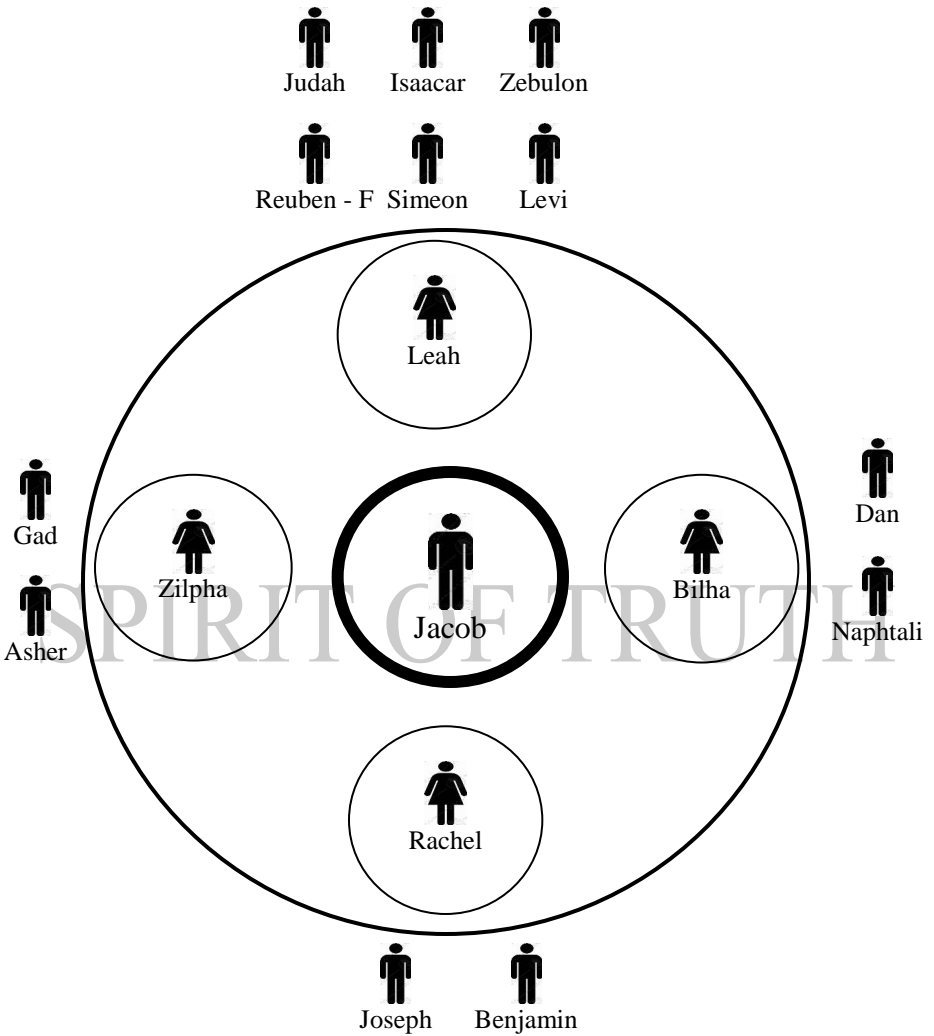 Judah Isaacar Zebulon
Reuben - F Simeon Levi
Leah
Gad
Dan
Zilpha
Bilha
Jacob
SPIRIT OF TRUTH
Asher
Naphtali
Rachel
Joseph Benjamin